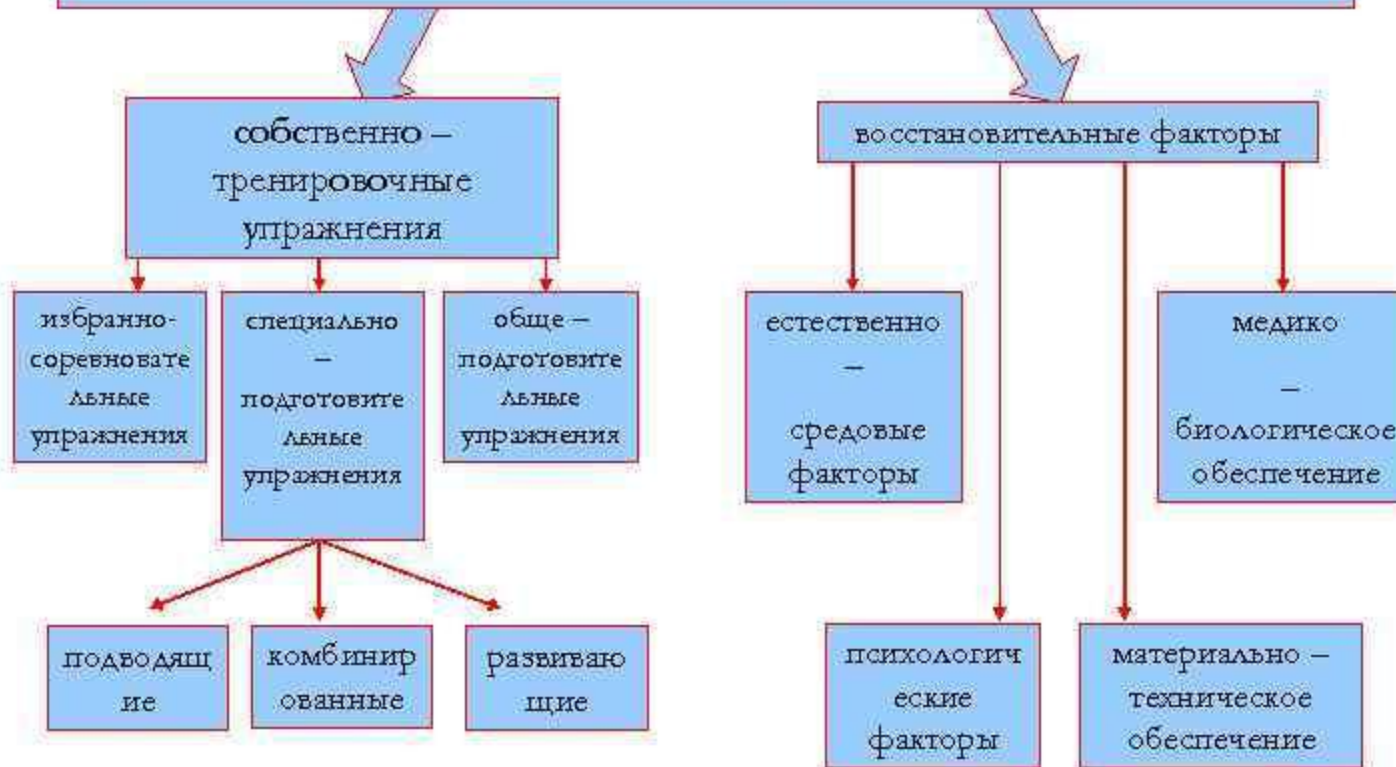 собственно –
тренировочные
упражнения
восстановительные факторы
избранно-
соревновате
льные
упражнения
специально
–
подготовите
льные
упражнения
обще –
подготовите
льные
упражнения
естественно
–
средовые
факторы
медико
–
биологическое
обеспечение
подводящ
ие
комбинир
ованные
развиваю
щие
психологич
еские
факторы
материально –
техническое
обеспечение